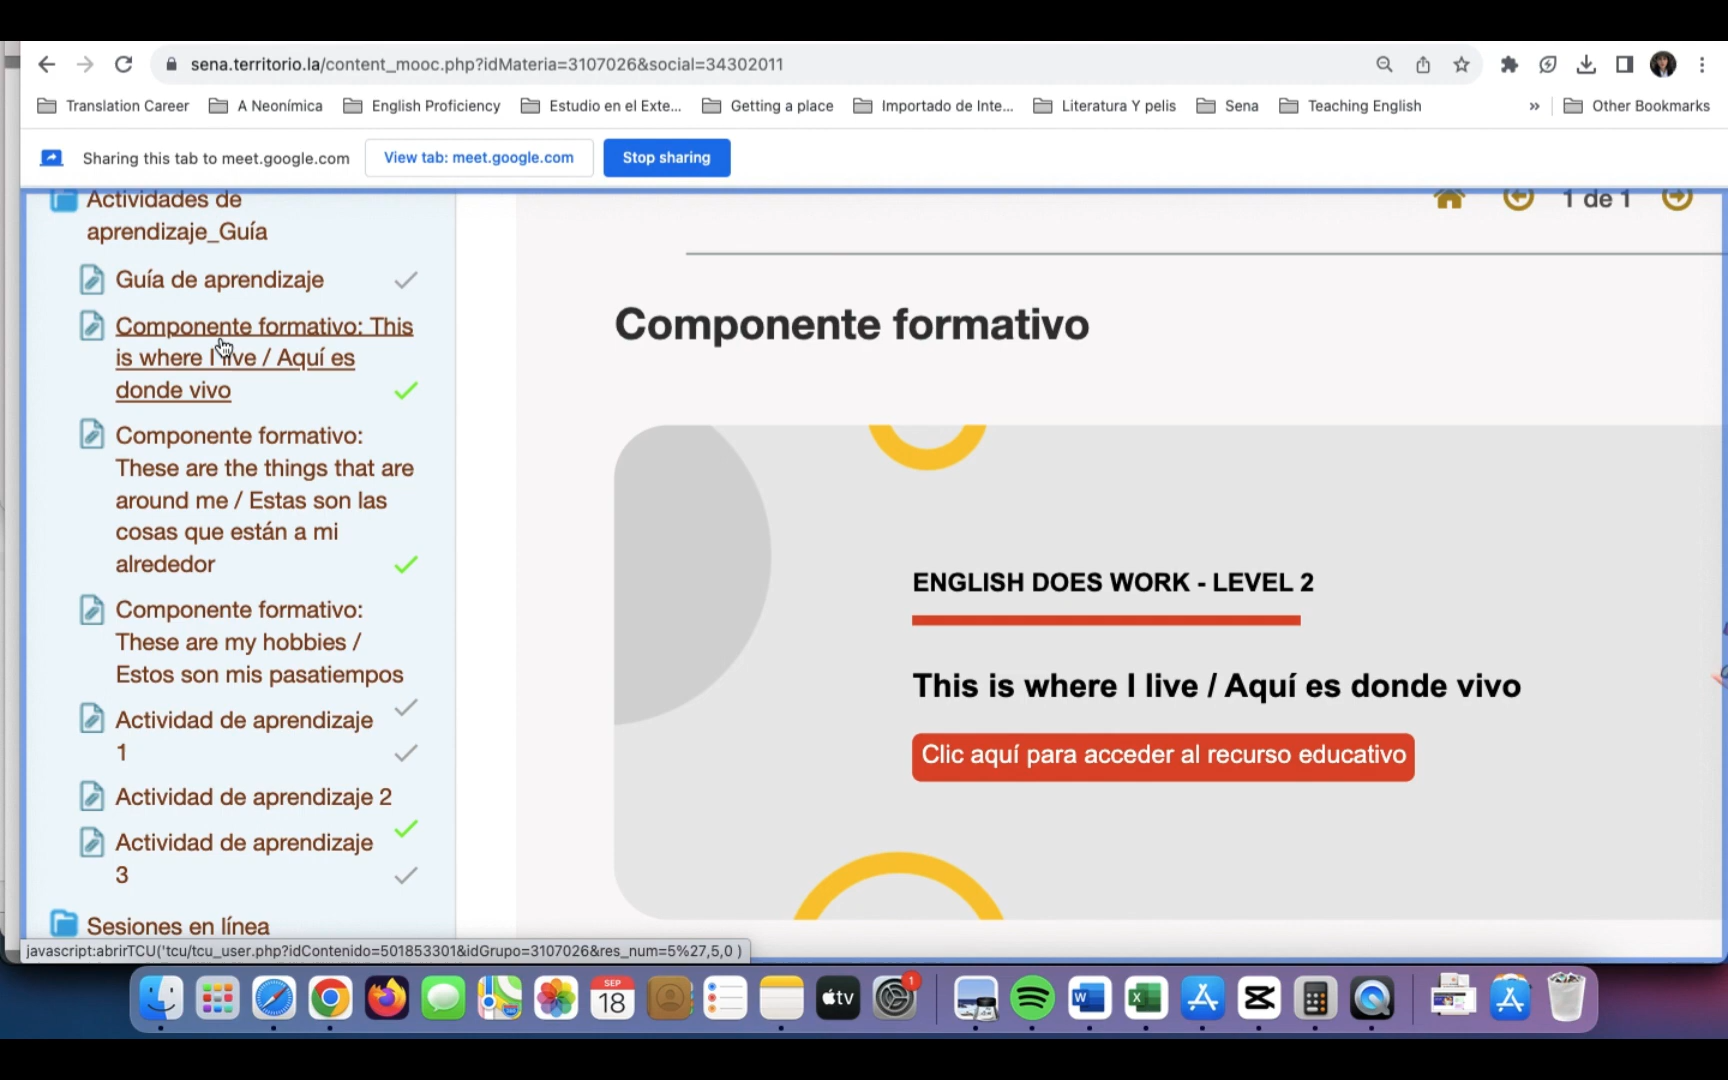 sena.territorio.la/content_mooc.php?idMateria=3107026&social=34302011
Translation Career
A Neonímica
English Proficiency
Estudio en el Exte...
Getting a place
Importado de Inte...
Literatura Y pelis
Sena
Teaching English
»
Other Bookmarks
Sharing this tab to meet.google.com
View tab: meet.google.com
Stop sharing
Actividades de
aprendizaje_Guía
Guía de aprendizaje
Componente formativo: This
is where I live / Aquí es
donde vivo
Componente formativo:
These are the things that are
around me / Estas son las
cosas que están a mi
alrededor
Componente formativo:
These are my hobbies /
Estos son mis pasatiempos
Actividad de aprendizaje
1
Actividad de aprendizaje 2
Actividad de aprendizaje
3
Sesiones en línea
1 de 1
Componente formativo
ENGLISH DOES WORK - LEVEL 2
This is where I live / Aquí es donde vivo
Clic aquí para acceder al recurso educativo
javascript:abrirTCU('tcu/tcu_user.php?idContenido=501853301&idGrupo=3107026&res_num=5%27,5,0 )
SEP
18
tv
1
W
X